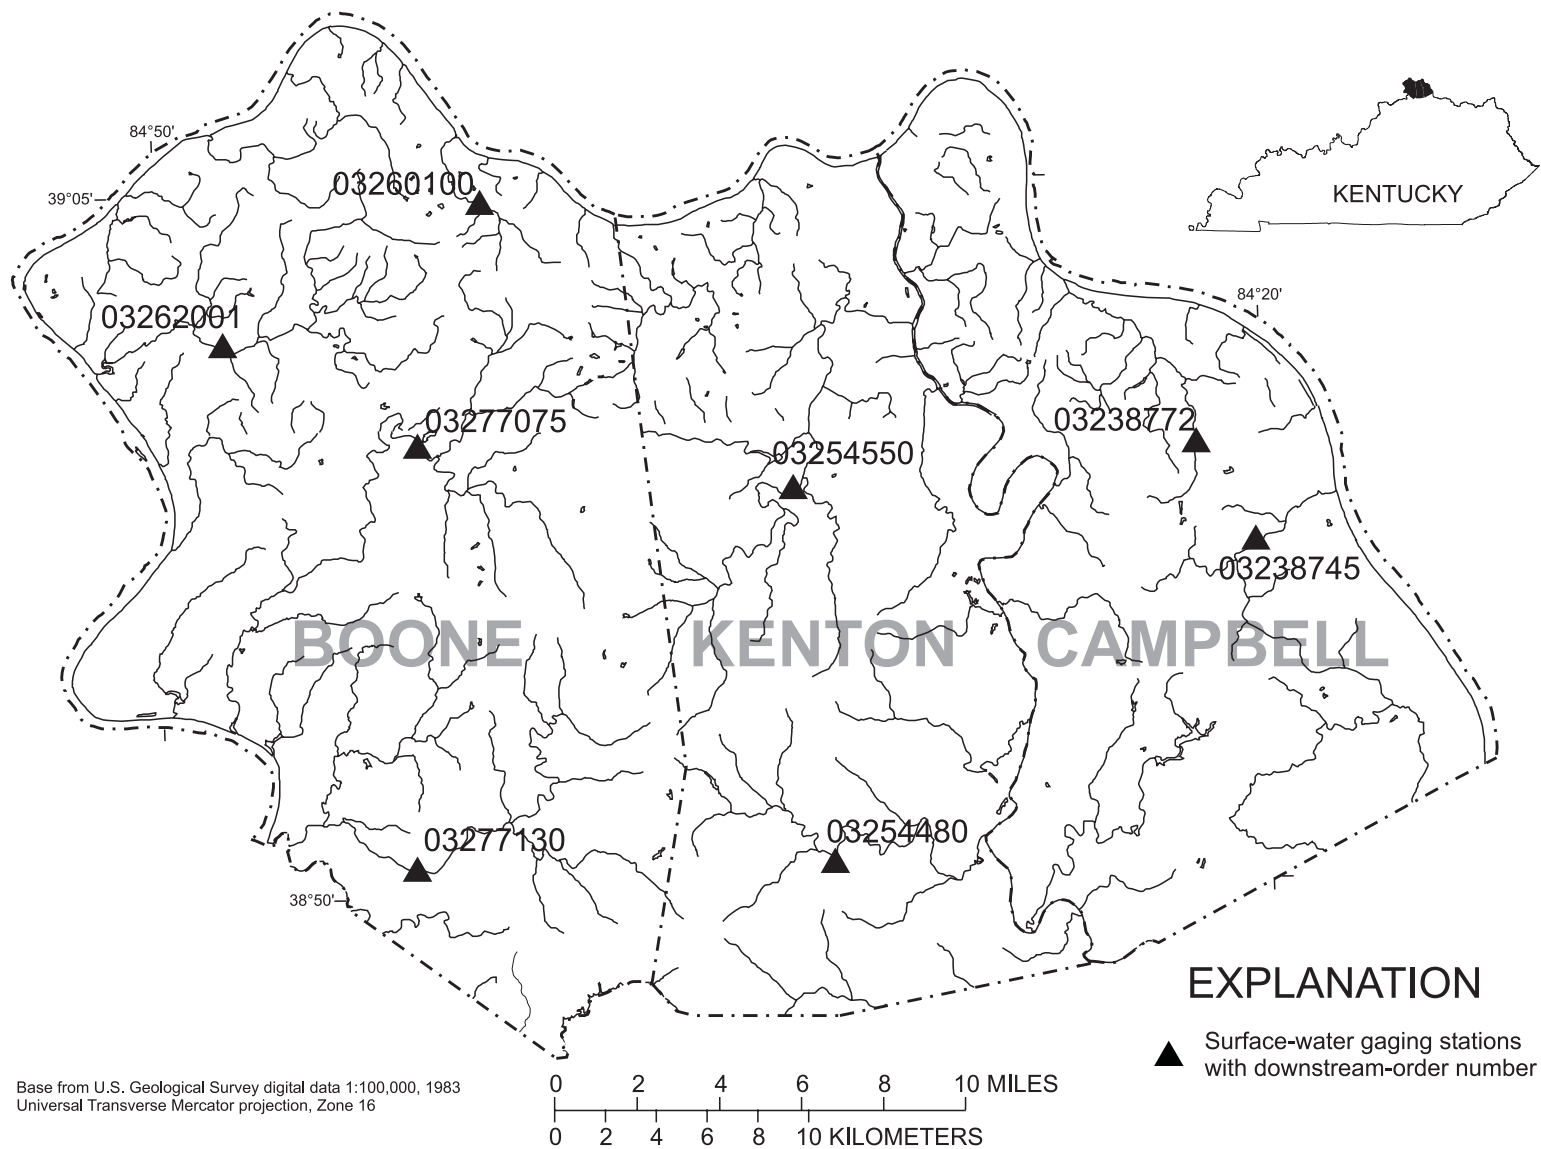 84°50'
39°05'
03260100
KENTUCKY
84°20'
03262001
03277075
03238772
03254550
03238745
BOONE
KENTON
CAMPBELL
03277130
03254480
38°50'
EXPLANATION
Surface-water gaging stations
with downstream-order number
Base from U.S. Geological Survey digital data 1:100,000, 1983
Universal Transverse Mercator projection, Zone 16
0 2 4 6 8 10 MILES
0 2 4 6 8 10 KILOMETERS